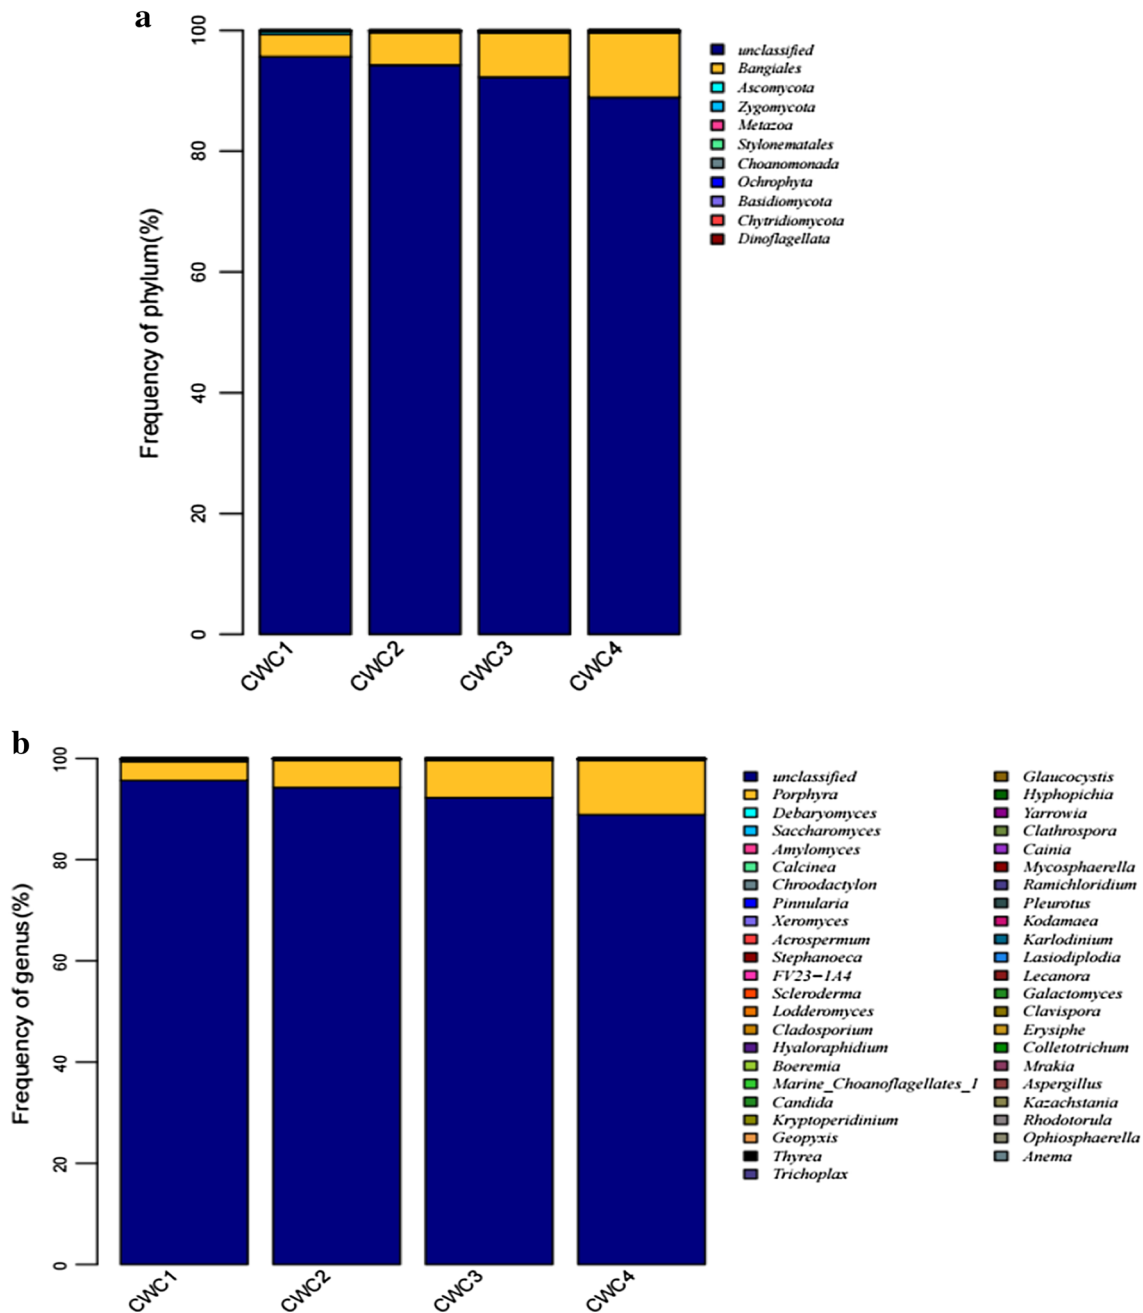 a
Frequency of phylum(%)
100
80
60
40
20
0
CWC1
CWC2
CWC3
CWC4
unclassified
Bangiales
Ascomycota
Zygomycota
Metazoa
Stylonematales
Choanomonada
Ochrophyta
Basidiomycota
Chytridiomycota
Dinoflagellata
b
Frequency of genus(%)
100
80
60
40
20
0
CWC1
CWC2
CWC3
CWC4
unclassified
Porphyra
Debaryomyces
Saccharomyces
Amylomyces
Calcinea
Chroodactylon
Pinnularia
Xeromyces
Acrospermum
Stephanoeca
FV23−1A4
Scleroderma
Lodderomyces
Cladosporium
Hyaloraphidium
Boeremia
Marine_Choanoflagellates_1
Candida
Kryptoperidinium
Geopyxis
Thyrea
Trichoplax
Glaucocystis
Hyphopichia
Yarrowia
Clathrospora
Cainia
Mycosphaerella
Ramichloridium
Pleurotus
Kodamaea
Karlodinium
Lasiodiplodia
Lecanora
Galactomyces
Clavispora
Erysiphe
Colletotrichum
Mrakia
Aspergillus
Kazachstania
Rhodotorula
Ophiosphaerella
Anema